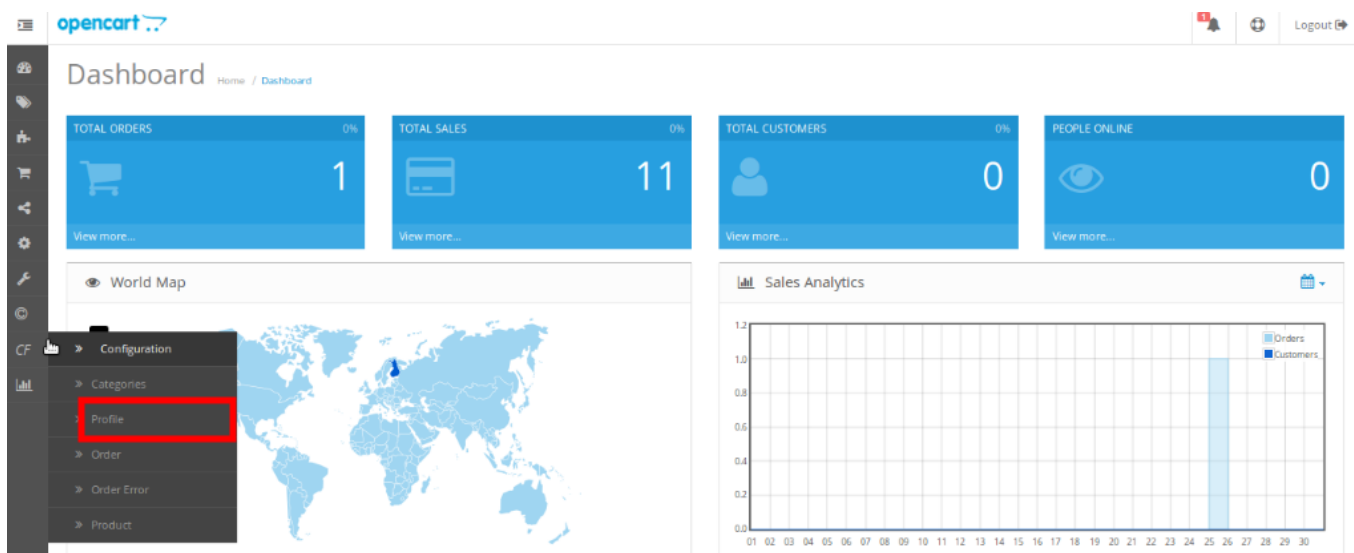 opencart
1
Logout
Dashboard Home / Dashboard
TOTAL ORDERS 0%
1
View more...
TOTAL SALES 0%
11
View more...
TOTAL CUSTOMERS 0%
0
View more...
PEOPLE ONLINE
0
View more...
World Map
Sales Analytics
CF
Configuration
Categories
Profile
Order
Order Error
Product
Orders
Customers
1.2
1.0
0.8
0.6
0.4
0.2
0.0
01 02 03 04 05 06 07 08 09 10 11 12 13 14 15 16 17 18 19 20 21 22 23 24 25 26 27 28 29 30